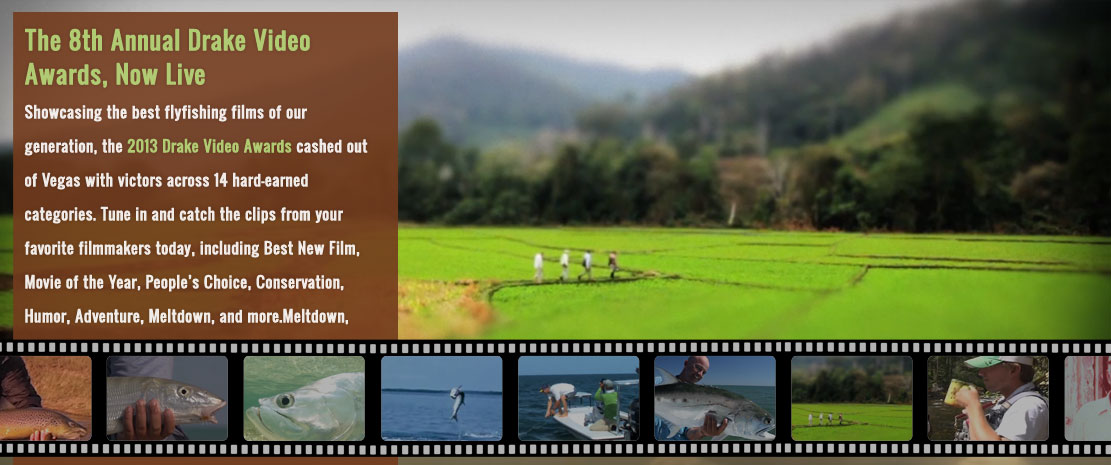 The 8th Annual Drake Video
Awards, Now Live
Showcasing the best flyfishing films of our
generation, the 2013 Drake Video Awards cashed out
of Vegas with victors across 14 hard-earned
categories. Tune in and catch the clips from your
favorite filmmakers today, including Best New Film,
Movie of the Year, People's Choice, Conservation,
Humor, Adventure, Meltdown, and more.Meltdown,